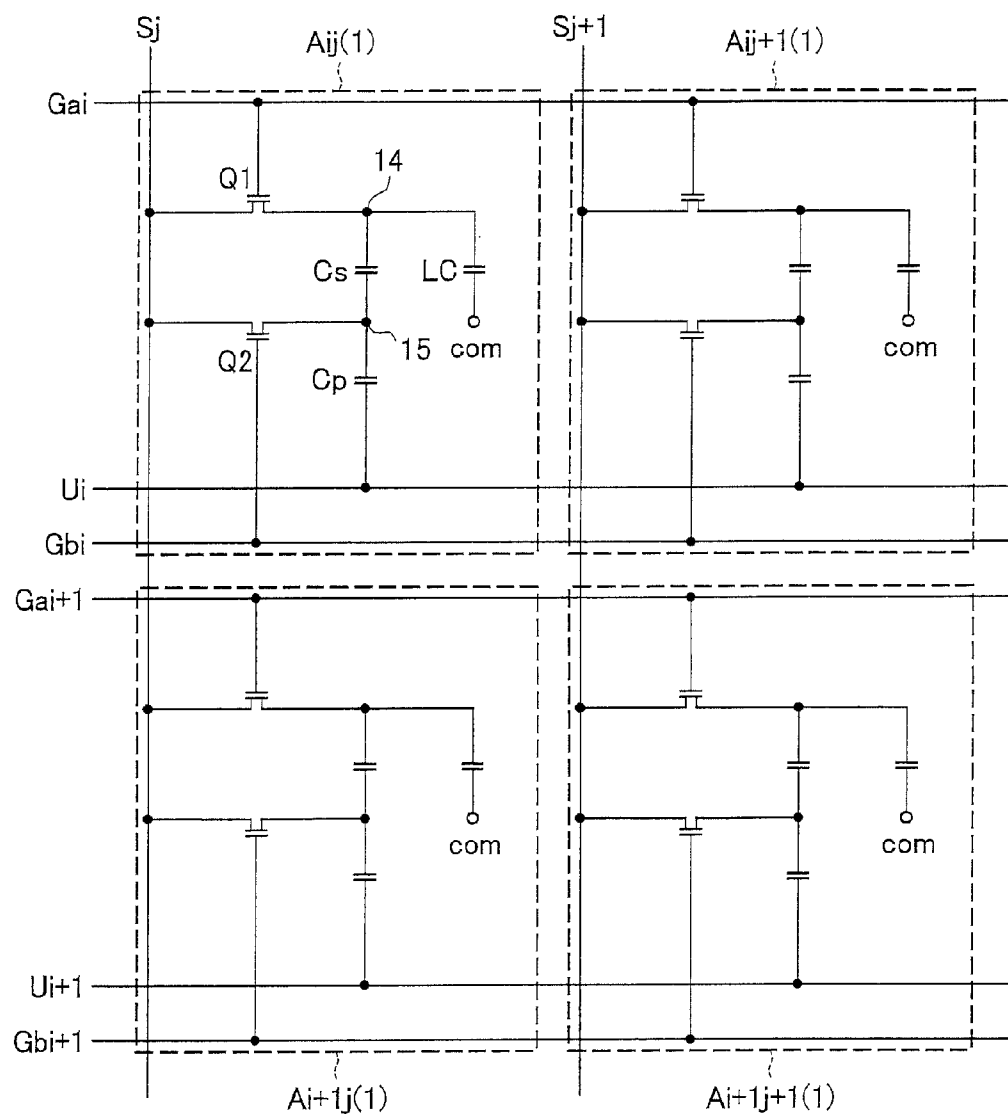 Sj
Aij(1)
Sj+1
Aij+1(1)
Gai
Q1
14
Cs
LC
Q2
15
com
com
Cp
Ui
Gbi
Gai+1
com
com
Ui+1
Gbi+1
Ai+1j(1)
Ai+1j+1(1)